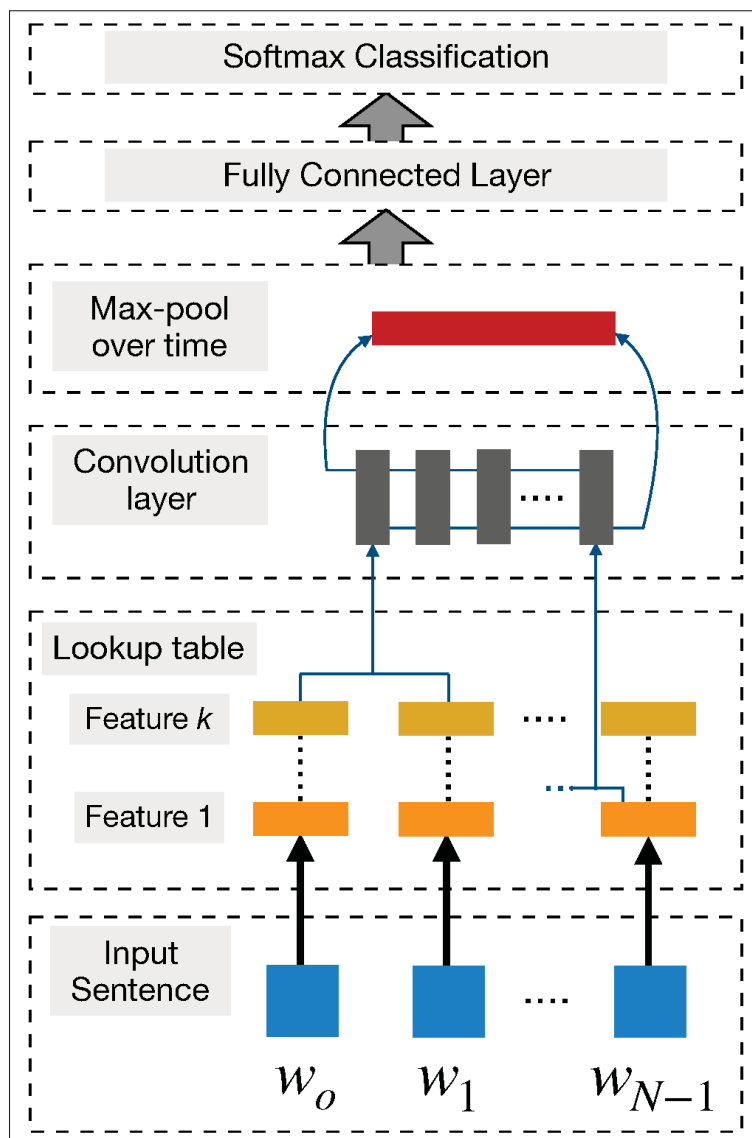 Softmax Classification
Fully Connected Layer
Max-pool
over time
Convolution
layer
....
Lookup table
Feature k
....
Feature 1
Input
Sentence
....
w_o w_1 w_{N-1}